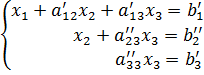 x₁ + a′₁₂x₂ + a′₁₃x₃ = b′₁
x₂ + a″₂₃x₃ = b″₂
a″₃₃x₃ = b′₃